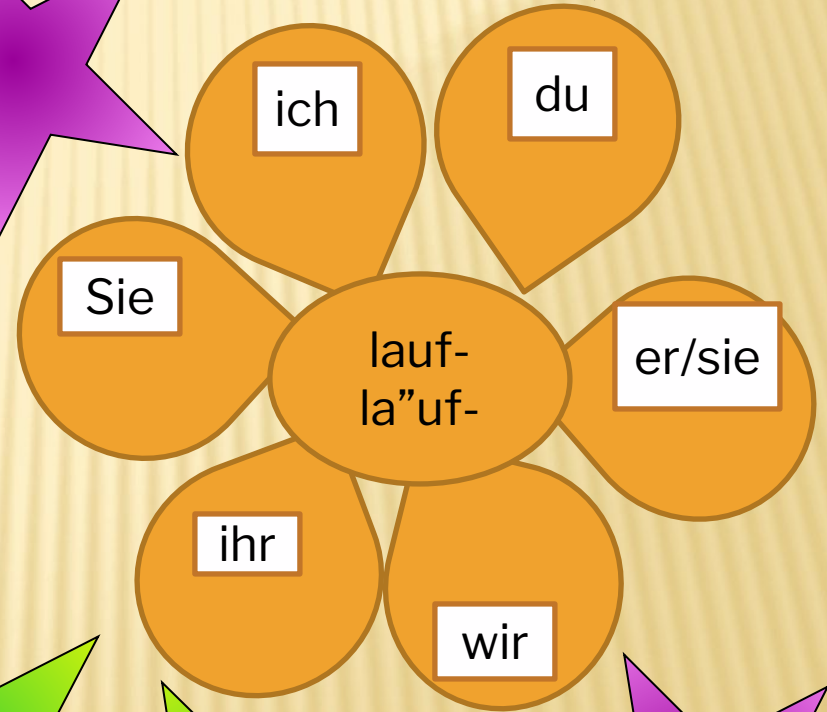 ich
du
Sie
er/sie
lauf-
la”uf-
ihr
wir